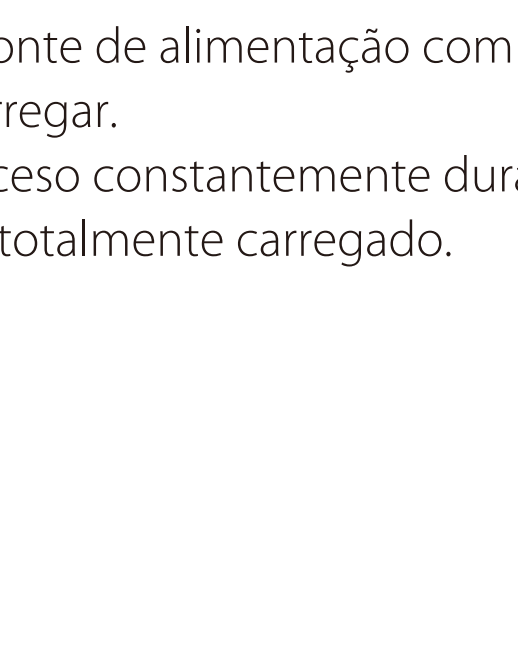 onte de alimentação com
rregar.
ceso constantemente dura
totalmente carregado.